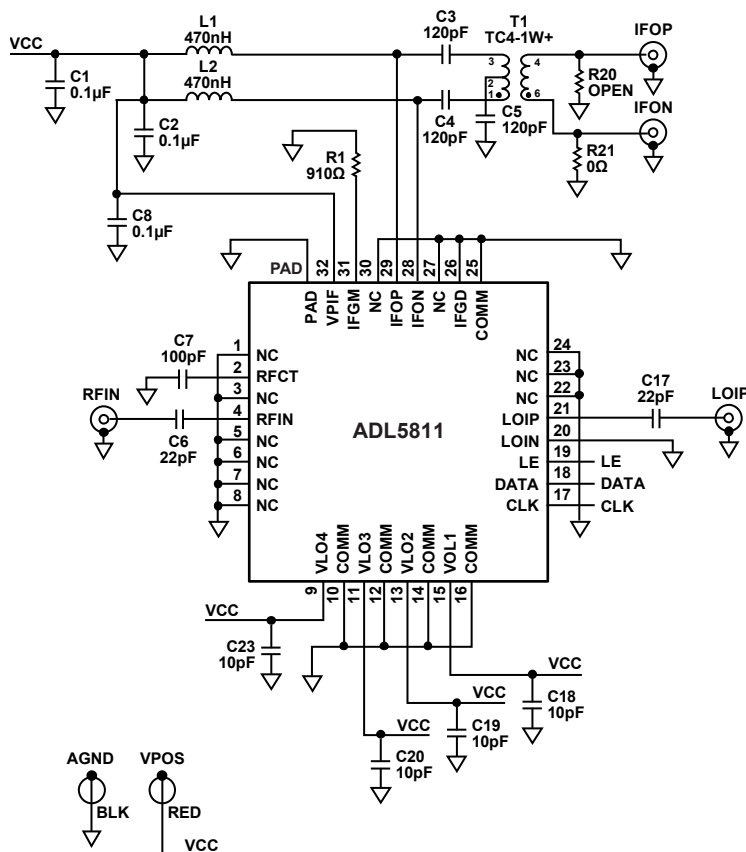 VCC
C1
0.1µF
L1
470nH
L2
470nH
C2
0.1µF
C8
0.1µF
R1
910Ω
C3
120pF
C4
120pF
C5
120pF
T1
TC4-1W+
3
2
1
4
6
IFOP
R20
OPEN
IFON
R21
0Ω
PAD
32
31
30
29
28
27
26
25
PAD
VPIF
IFGM
NC
IFOP
IFON
NC
IFGD
COMM
C7
100pF
RFIN
C6
22pF
1 NC
2 RFCT
3 NC
4 RFIN
5 NC
6 NC
7 NC
8 NC
ADL5811
NC 24
NC 23
NC 22
LOIP 21
LOIN 20
LE 19 LE
DATA 18 DATA
CLK 17 CLK
C17
22pF
LOIP
VLO4
COMM
VLO3
COMM
VLO2
COMM
VOL1
COMM
9
10
11
12
13
14
15
16
VCC
C23
10pF
VCC
C20
10pF
VCC
C19
10pF
VCC
C18
10pF
AGND
BLK
VPOS
RED
VCC